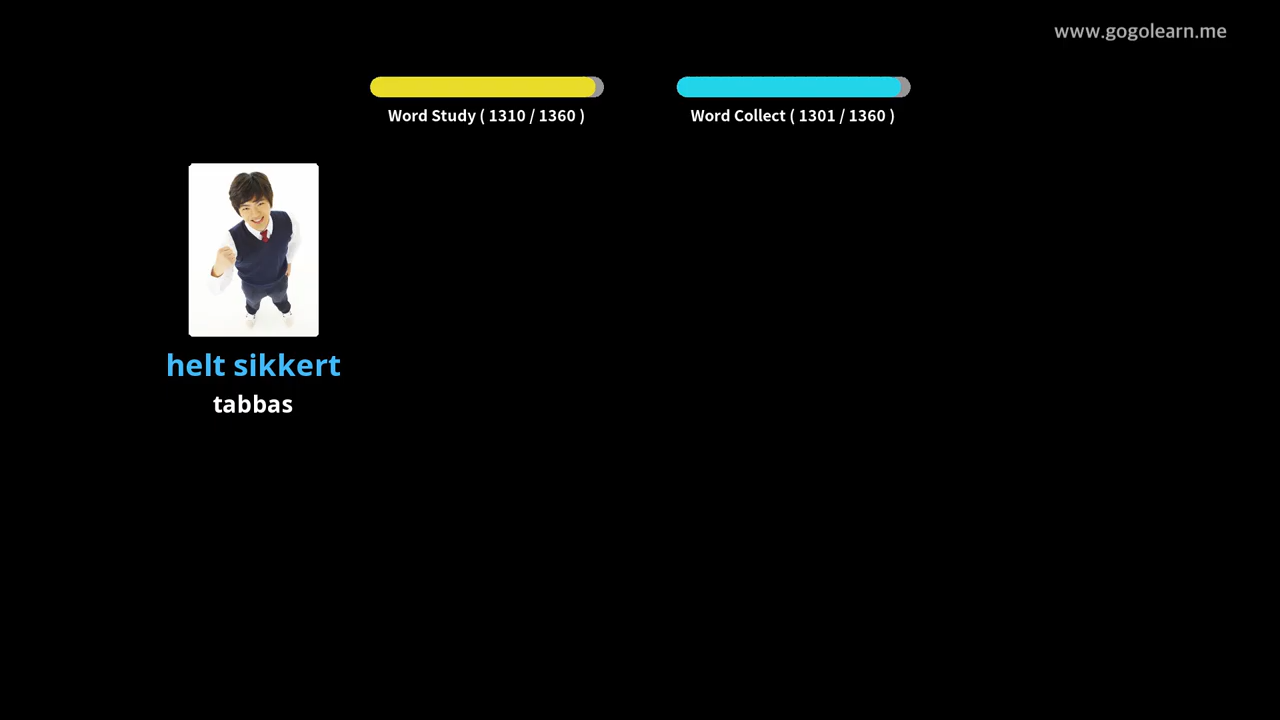 www.gogolearn.me
Word Study ( 1310 / 1360 )
Word Collect ( 1301 / 1360 )
helt sikkert
tabbas